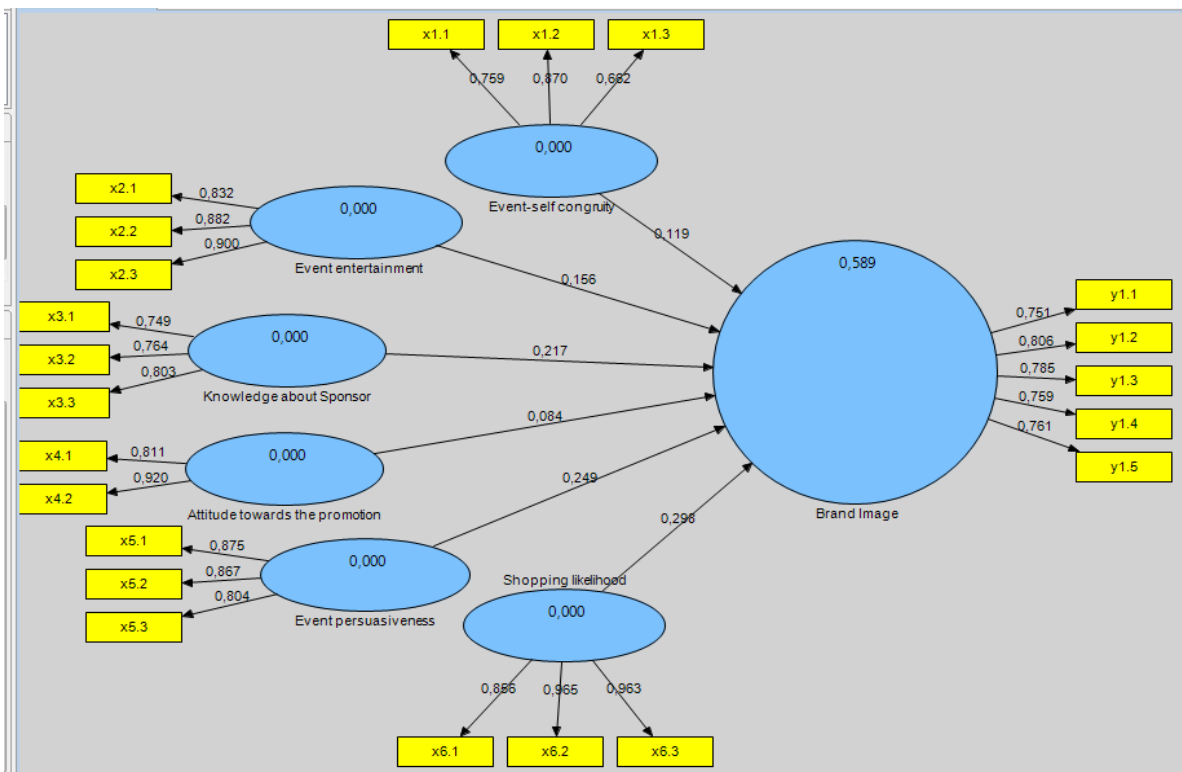 x1.1 x1.2 x1.3
0,759 0,870 0,662
0,000
Event-self congruity
0,119
x2.1 0,832
x2.2 0,882
x2.3 0,900
0,000
Event entertainment
0,156
x3.1 0,749
x3.2 0,764
x3.3 0,803
0,000
Knowledge about Sponsor
0,217
x4.1 0,811
x4.2 0,920
0,000
Attitude towards the promotion
0,084
x5.1 0,875
x5.2 0,867
x5.3 0,804
0,000
Event persuasiveness
0,249
Shopping likelihood
0,000
0,298
0,856 0,965 0,963
x6.1 x6.2 x6.3
0,589
Brand Image
0,751 y1.1
0,806 y1.2
0,785 y1.3
0,759 y1.4
0,761 y1.5